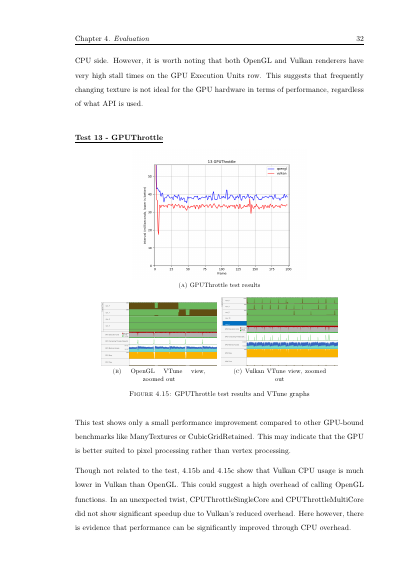 Chapter 4. Evaluation 32
CPU side. However, it is worth noting that both OpenGL and Vulkan renderers have
very high stall times on the GPU Execution Units row. This suggests that frequently
changing texture is not ideal for the GPU hardware in terms of performance, regardless
of what API is used.
Test 13 - GPUThrottle
13 GPUThrottle
opengl
vulkan
50
40
30
20
10
0
0 25 50 75 100 125 150 175 200
frame
(A) GPUThrottle test results
(B) OpenGL VTune view,
zoomed out
(C) Vulkan VTune view, zoomed
out
FIGURE 4.15: GPUThrottle test results and VTune graphs
This test shows only a small performance improvement compared to other GPU-bound
benchmarks like ManyTextures or CubicGridRetained. This may indicate that the GPU
is better suited to pixel processing rather than vertex processing.
Though not related to the test, 4.15b and 4.15c show that Vulkan CPU usage is much
lower in Vulkan than OpenGL. This could suggest a high overhead of calling OpenGL
functions. In an unexpected twist, CPUThrottleSingleCore and CPUThrottleMultiCore
did not show significant speedup due to Vulkan's reduced overhead. Here however, there
is evidence that performance can be significantly improved through CPU overhead.